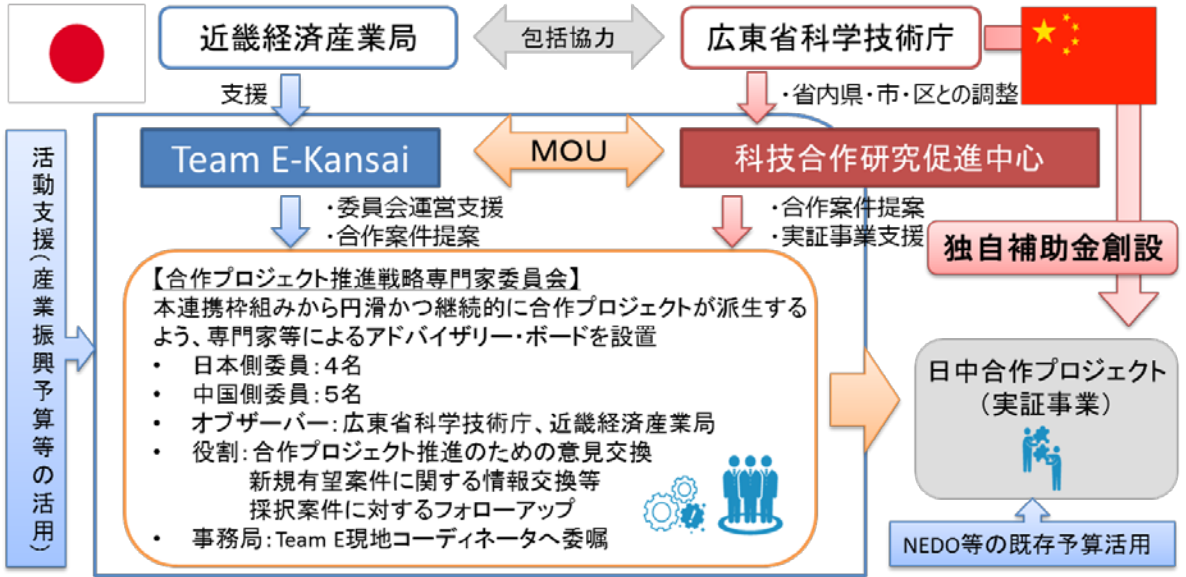 近畿経済産業局
包括協力
広東省科学技術庁
支援
・省内県・市・区との調整
Team E-Kansai
MOU
科技合作研究促進中心
・委員会運営支援
・合作案件提案
・合作案件提案
・実証事業支援
独自補助金創設
活動支援(産業振興予算等の活用)
【合作プロジェクト推進戦略専門家委員会】
本連携枠組みから円滑かつ継続的に合作プロジェクトが派生する
よう、専門家等によるアドバイザリー・ボードを設置
• 日本側委員:4名
• 中国側委員:5名
• オブザーバー:広東省科学技術庁、近畿経済産業局
• 役割:合作プロジェクト推進のための意見交換
新規有望案件に関する情報交換等
採択案件に対するフォローアップ
• 事務局:Team E現地コーディネータへ委嘱
日中合作プロジェクト
(実証事業)
NEDO等の既存予算活用